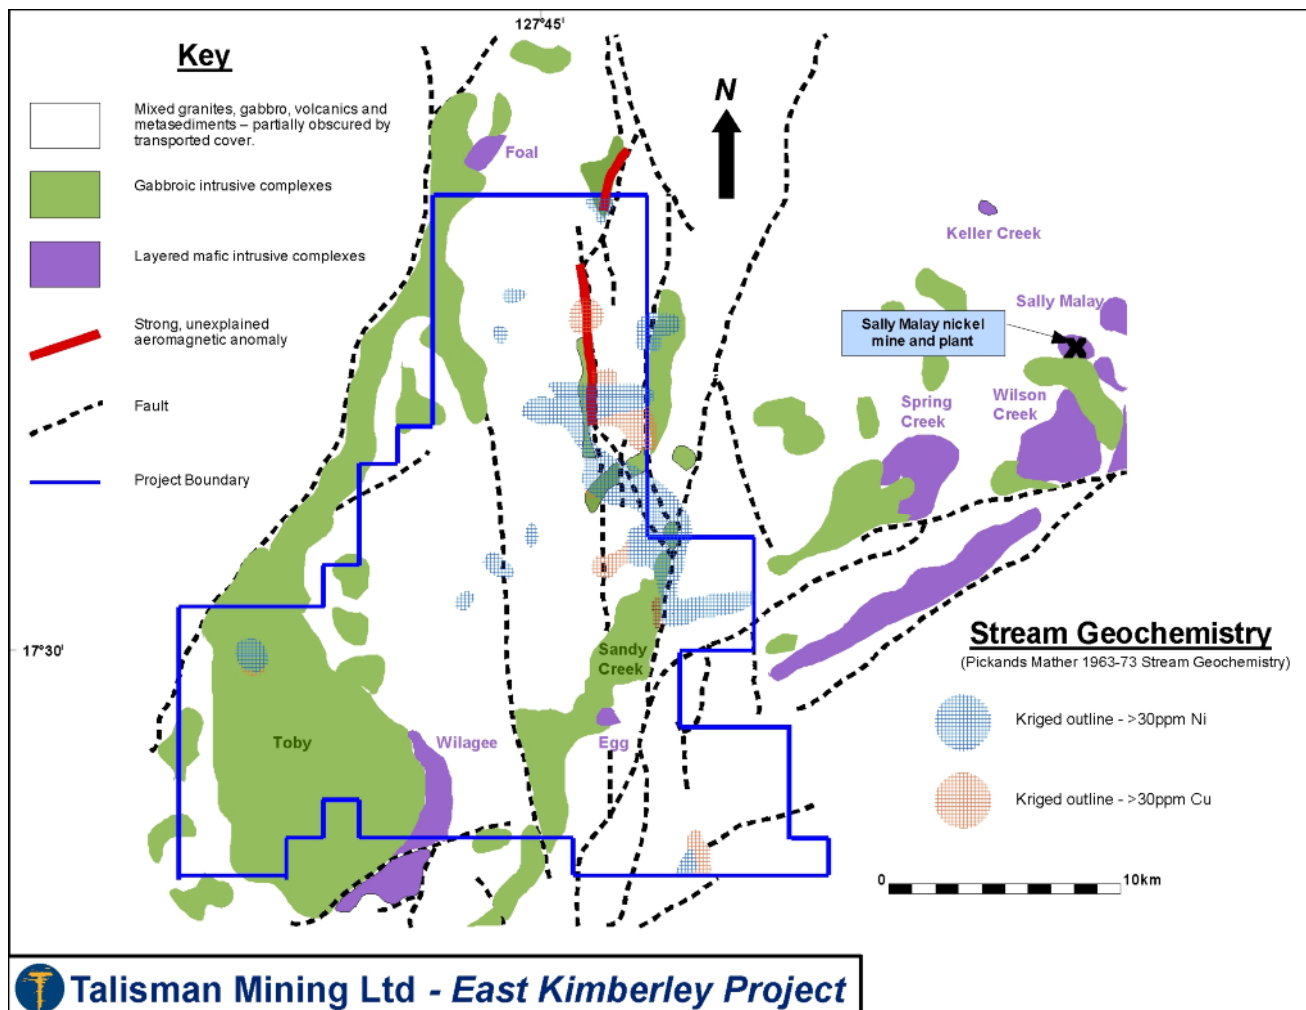 127°45'
Key
Mixed granites, gabbro, volcanics and
metasediments – partially obscured by
transported cover.
Gabbroic intrusive complexes
Layered mafic intrusive complexes
Strong, unexplained
aeromagnetic anomaly
Fault
Project Boundary
N
Foal
Keller Creek
Sally Malay
Sally Malay nickel
mine and plant
Spring
Creek
Wilson
Creek
17°30'
Sandy
Creek
Toby
Wilagee
Egg
Stream Geochemistry
(Pickands Mather 1963-73 Stream Geochemistry)
Kriged outline - >30ppm Ni
Kriged outline - >30ppm Cu
0
10km
Talisman Mining Ltd - East Kimberley Project